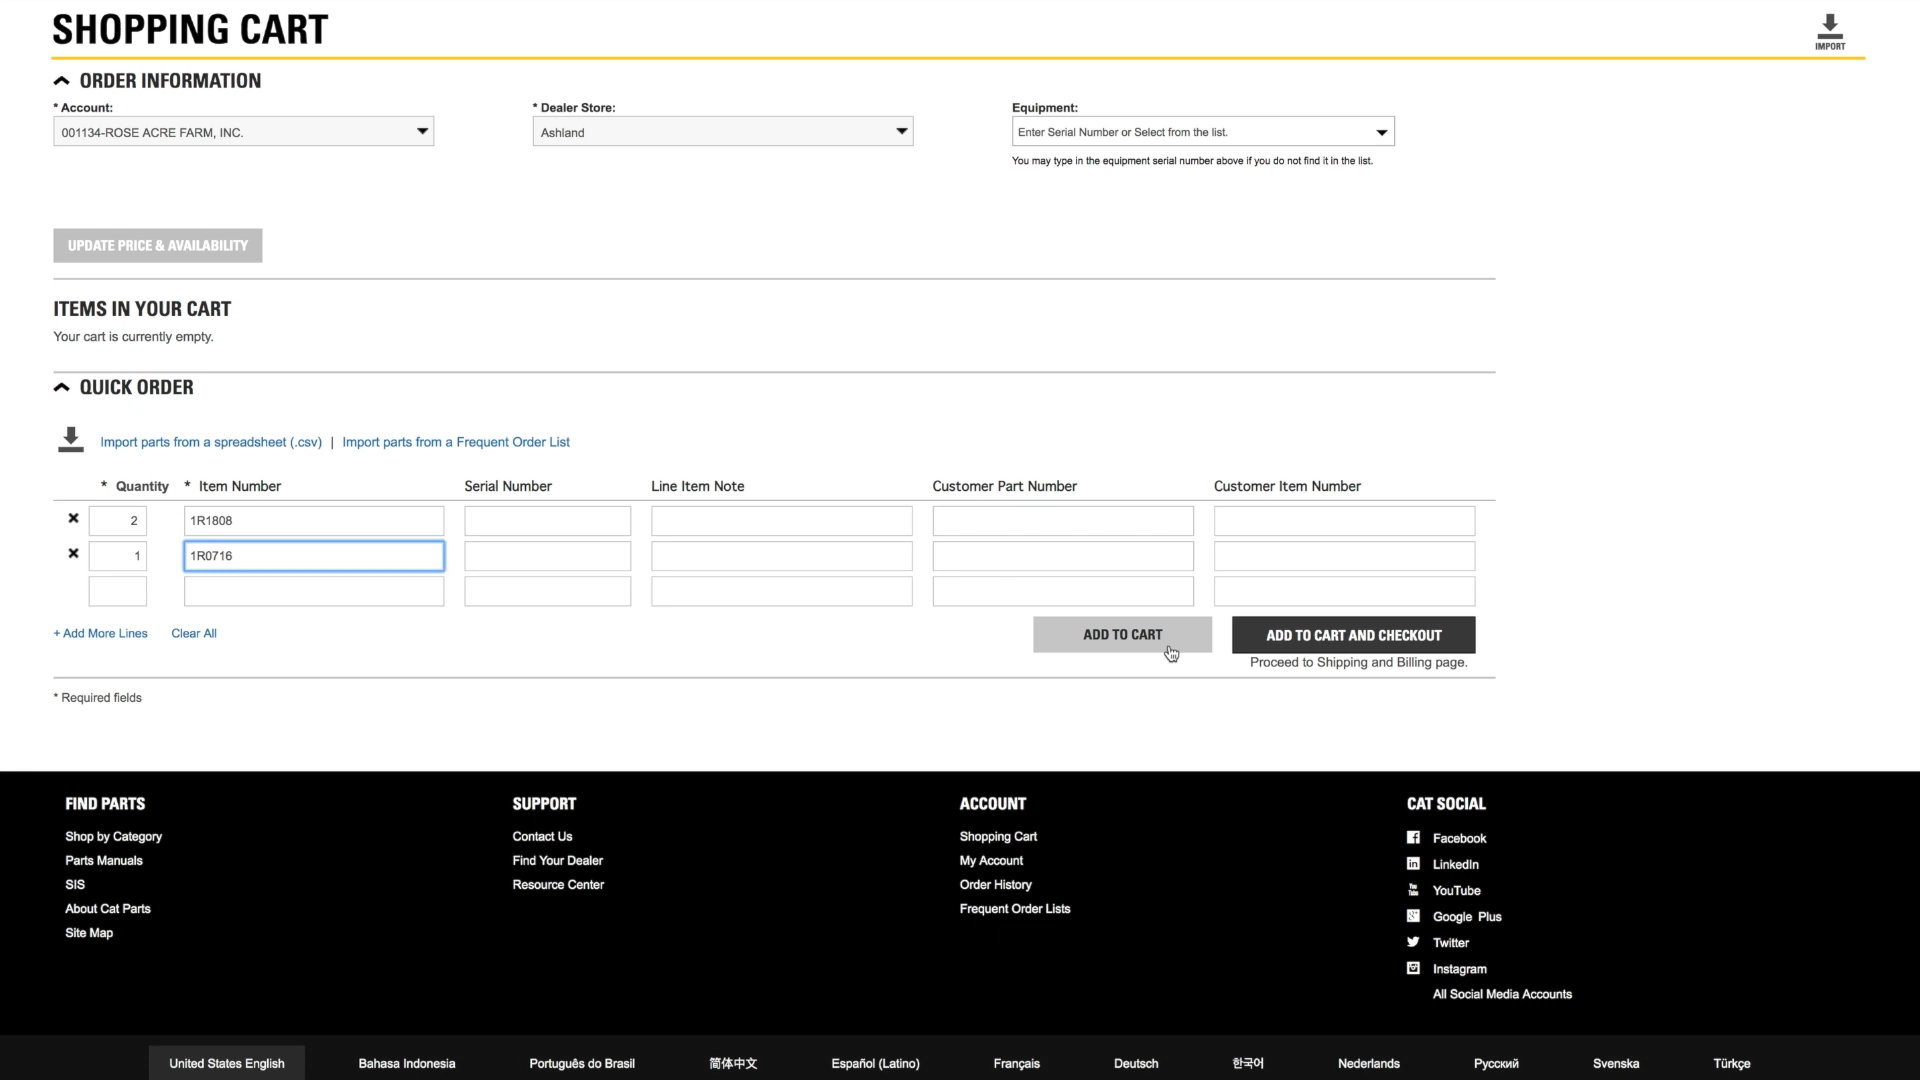 SHOPPING CART
IMPORT
ORDER INFORMATION
* Account:
* Dealer Store:
Equipment:
001134-ROSE ACRE FARM, INC.
Ashland
Enter Serial Number or Select from the list.
You may type in the equipment serial number above if you do not find it in the list.
UPDATE PRICE & AVAILABILITY
ITEMS IN YOUR CART
Your cart is currently empty.
QUICK ORDER
Import parts from a spreadsheet (.csv) | Import parts from a Frequent Order List
* Quantity * Item Number Serial Number Line Item Note Customer Part Number Customer Item Number
2 1R1808
1 1R0716
+ Add More Lines Clear All
ADD TO CART
ADD TO CART AND CHECKOUT
Proceed to Shipping and Billing page.
* Required fields
FIND PARTS
Shop by Category
Parts Manuals
SIS
About Cat Parts
Site Map
SUPPORT
Contact Us
Find Your Dealer
Resource Center
ACCOUNT
Shopping Cart
My Account
Order History
Frequent Order Lists
CAT SOCIAL
Facebook
LinkedIn
YouTube
Google Plus
Twitter
Instagram
All Social Media Accounts
United States English Bahasa Indonesia Português do Brasil 简体中文 Español (Latino) Français Deutsch 한국어 Nederlands Русский Svenska Türkçe